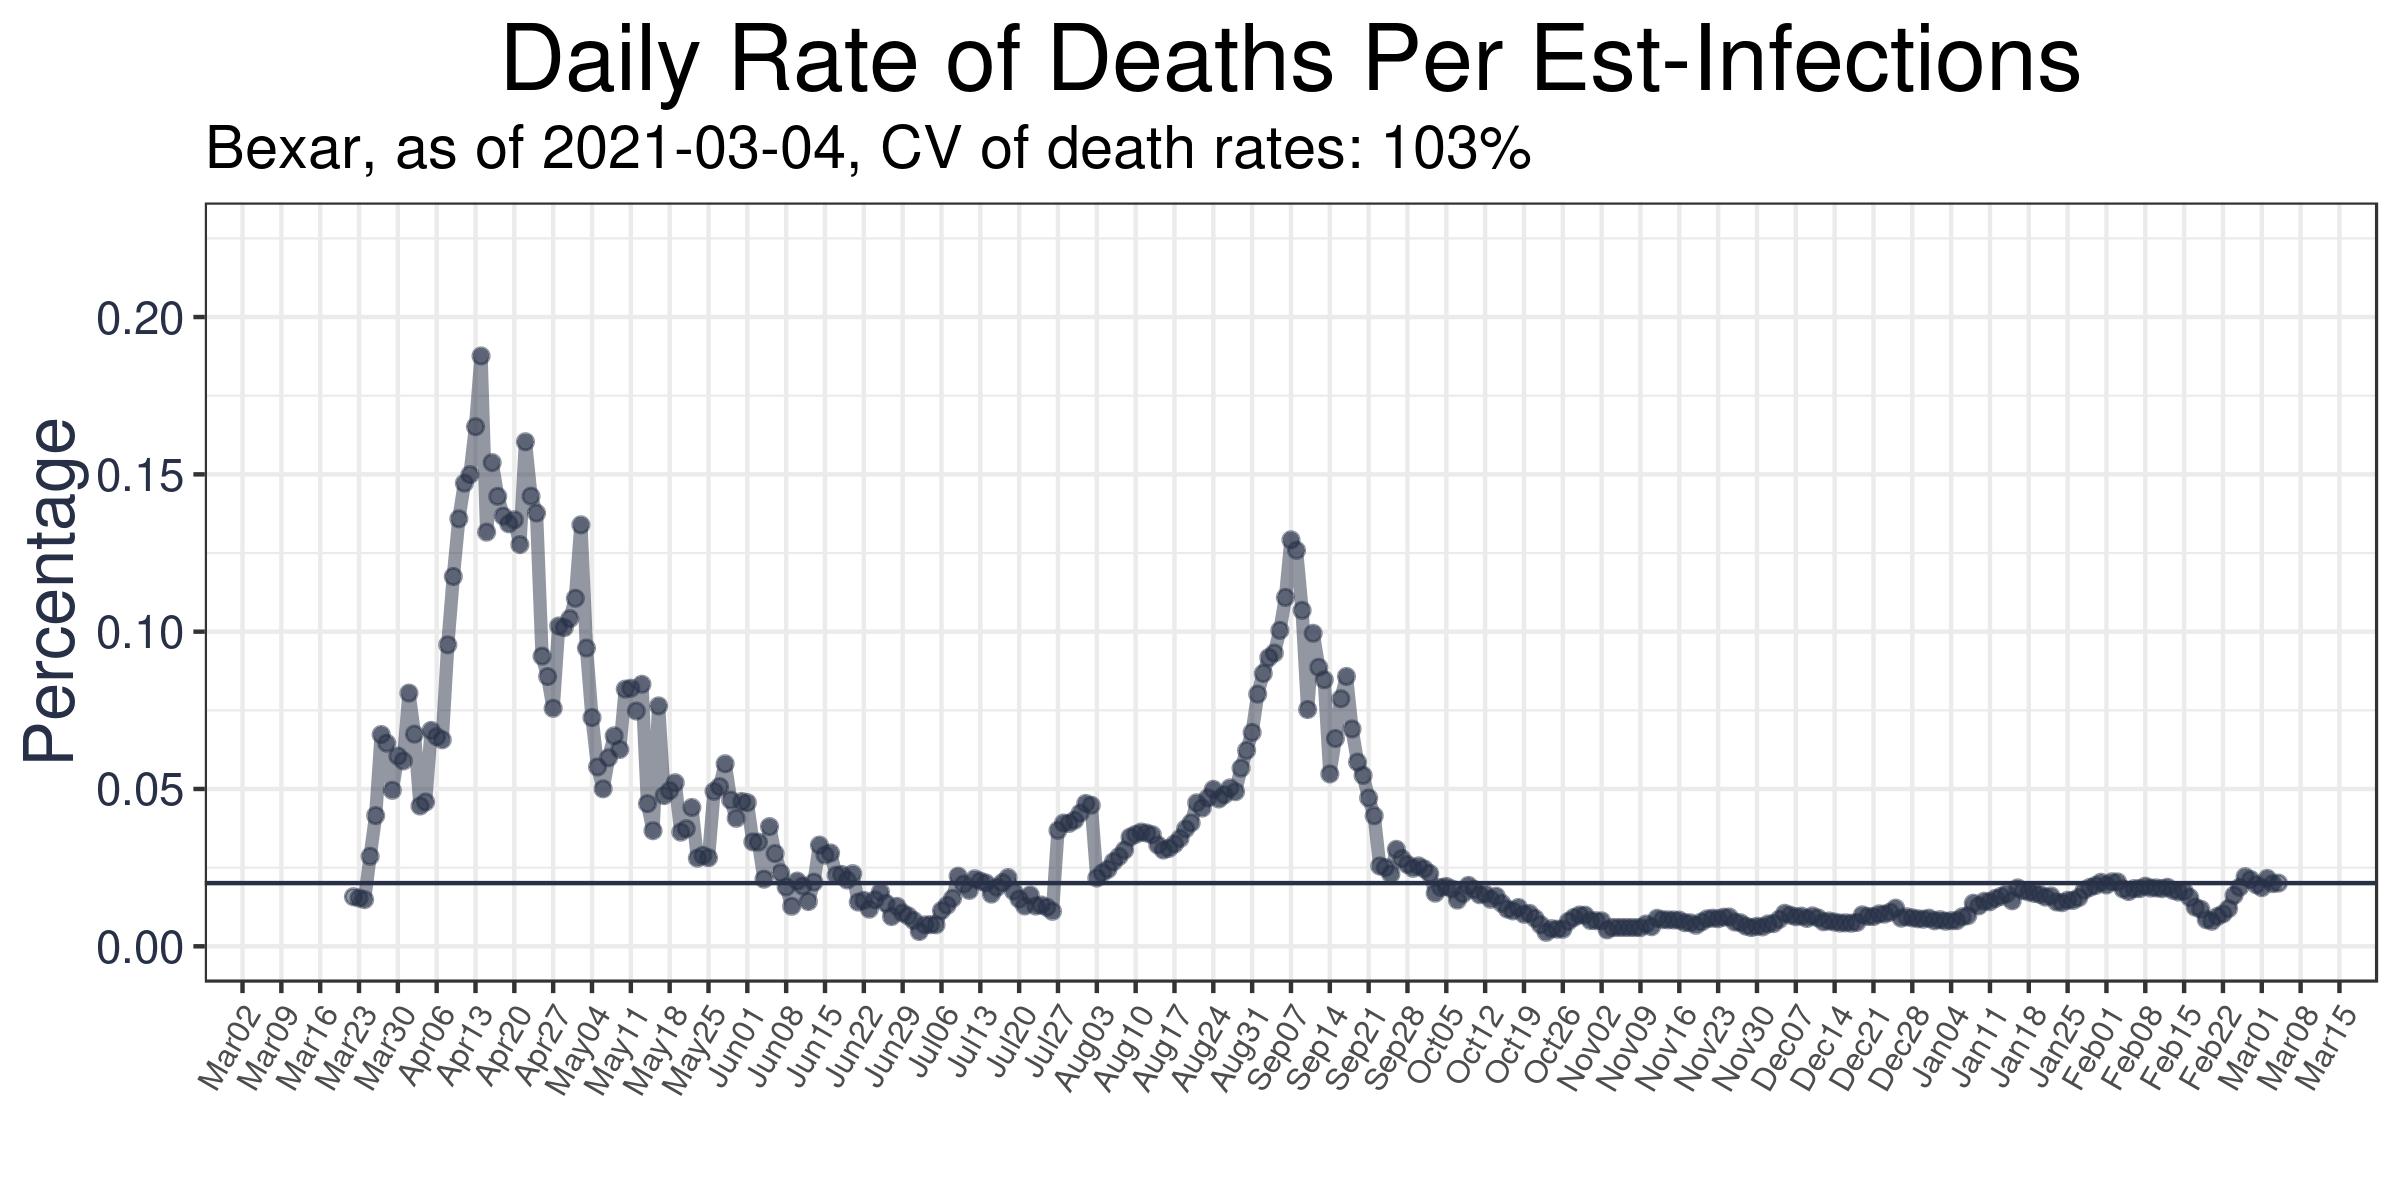 Daily Rate of Deaths Per Est-Infections
Bexar, as of 2021-03-04, CV of death rates: 103%
Percentage
0.20
0.15
0.10
0.05
0.00
Mar02
Mar09
Mar16
Mar23
Mar30
Apr06
Apr13
Apr20
Apr27
May04
May11
May18
May25
Jun01
Jun08
Jun15
Jun22
Jun29
Jul06
Jul13
Jul20
Jul27
Aug03
Aug10
Aug17
Aug24
Aug31
Sep07
Sep14
Sep21
Sep28
Oct05
Oct12
Oct19
Oct26
Nov02
Nov09
Nov16
Nov23
Nov30
Dec07
Dec14
Dec21
Dec28
Jan04
Jan11
Jan18
Jan25
Feb01
Feb08
Feb15
Feb22
Mar01
Mar08
Mar15